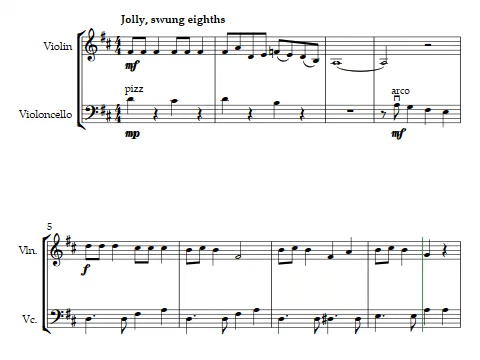 Jolly, swung eighths
Violin
mf
pizz
arco
Violoncello
mp
mf
5
Vln.
f
Vc.